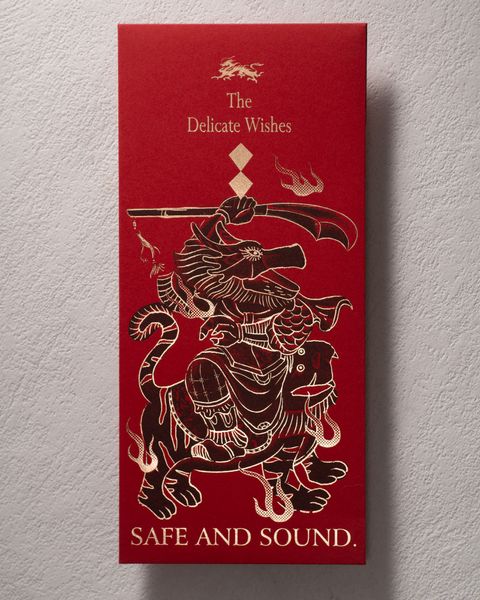 The
Delicate Wishes
SAFE AND SOUND.